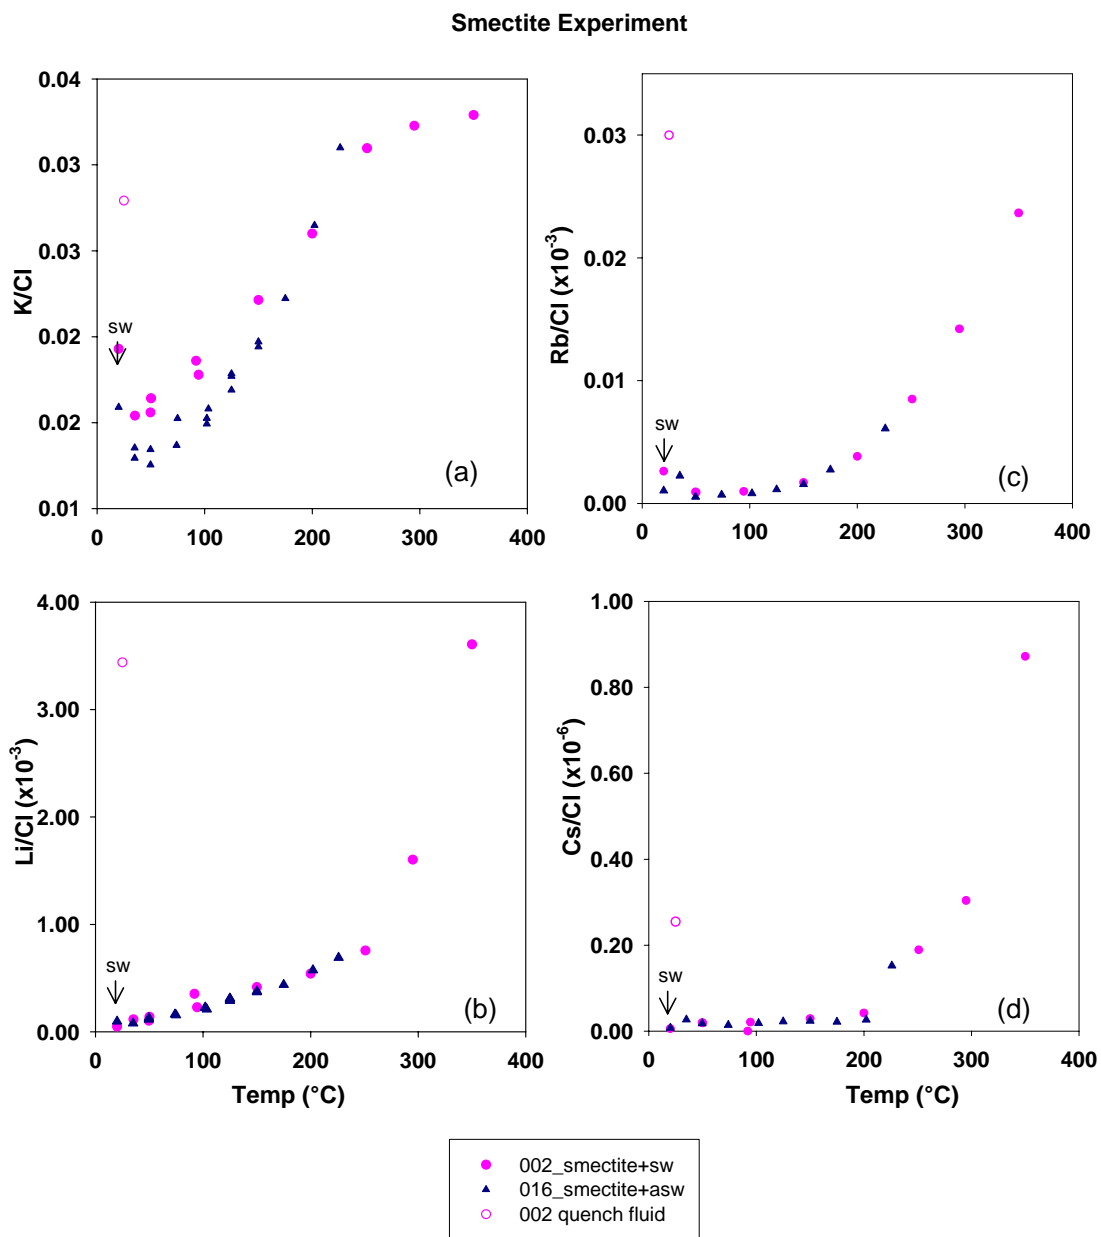 Smectite Experiment
0.04
0.03
0.03
0.02
0.02
0.01
K/Cl
sw
(a)
0 100 200 300 400
0.03
0.02
0.01
0.00
Rb/Cl (x10⁻³)
sw
(c)
0 100 200 300 400
4.00
3.00
2.00
1.00
0.00
Li/Cl (x10⁻³)
sw
(b)
0 100 200 300 400
Temp (°C)
1.00
0.80
0.60
0.40
0.20
0.00
Cs/Cl (x10⁻⁶)
sw
(d)
0 100 200 300 400
Temp (°C)
002_smectite+sw
016_smectite+asw
002 quench fluid